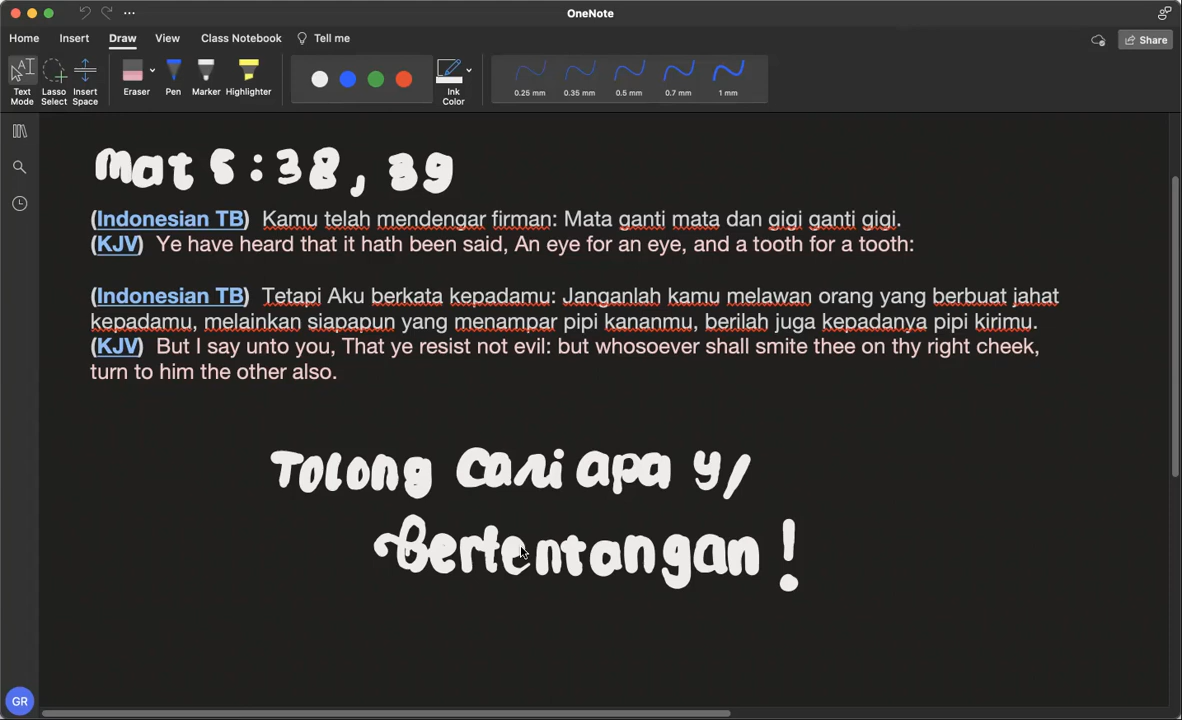 OneNote
Home Insert Draw View Class Notebook Tell me
Share
Text Mode
Lasso Select
Insert Space
Eraser
Pen
Marker
Highlighter
Ink Color
0.25 mm 0.35 mm 0.5 mm 0.7 mm 1 mm
Mat 5:38, 39
(Indonesian TB) Kamu telah mendengar firman: Mata ganti mata dan gigi ganti gigi.
(KJV) Ye have heard that it hath been said, An eye for an eye, and a tooth for a tooth:
(Indonesian TB) Tetapi Aku berkata kepadamu: Janganlah kamu melawan orang yang berbuat jahat
kepadamu, melainkan siapapun yang menampar pipi kananmu, berilah juga kepadanya pipi kirimu.
(KJV) But I say unto you, That ye resist not evil: but whosoever shall smite thee on thy right cheek,
turn to him the other also.
Tolong cari apa y/
bertentangan!
GR